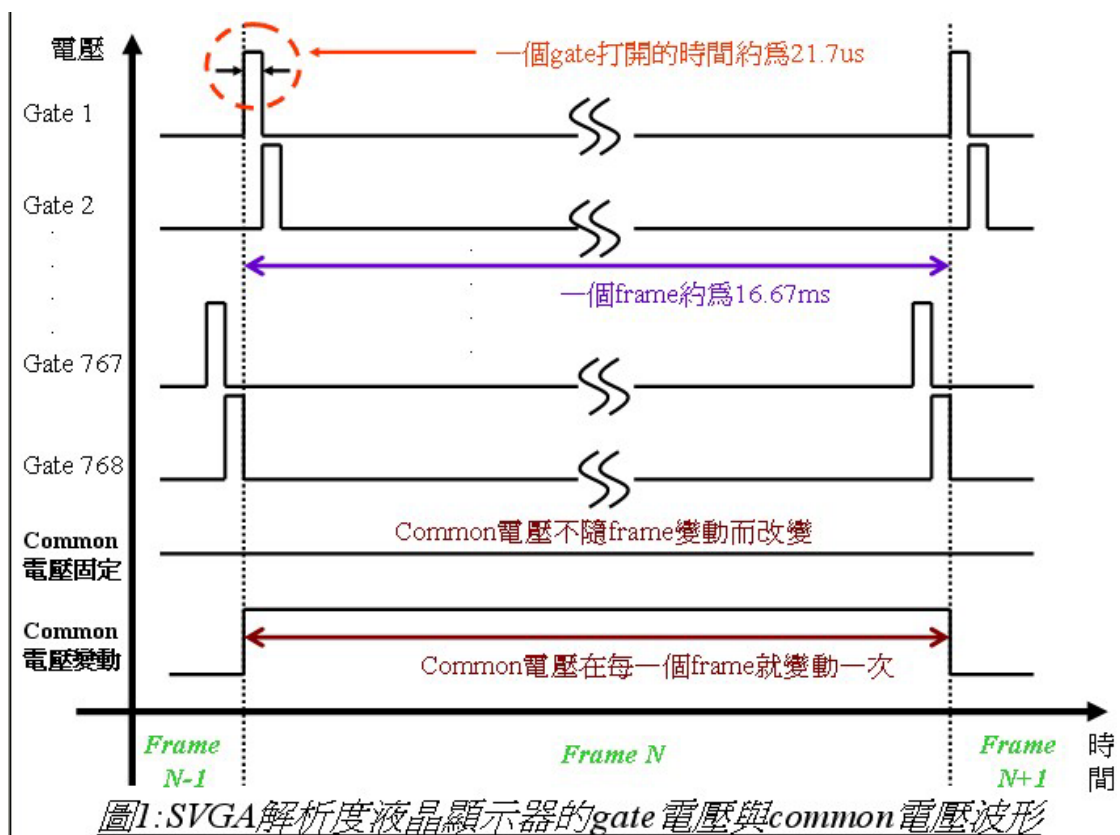 電壓
一個gate打開的時間約爲21.7us
Gate 1
Gate 2
一個frame約爲16.67ms
Gate 767
Gate 768
Common電壓不隨frame變動而改變
Common
電壓固定
Common
電壓變動
Common電壓在每一個frame就變動一次
Frame
N-1
Frame N
Frame
N+1
時
間
圖1:SVGA解析度液晶顯示器的gate電壓與common電壓波形